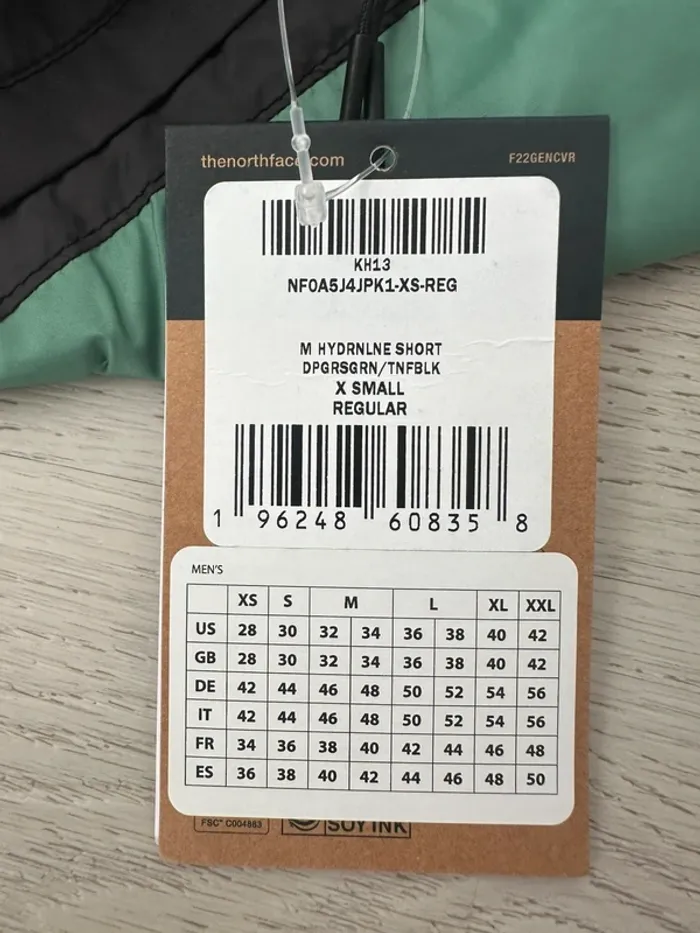 thenorthface.com
F22GENCVR
KH13
NF0A5J4JPK1-XS-REG
M HYDRNLNE SHORT
DPGRSGRN/TNFBLK
X SMALL
REGULAR
1 96248 60835 8
MEN'S
XS S M L XL XXL
US 28 30 32 34 36 38 40 42
GB 28 30 32 34 36 38 40 42
DE 42 44 46 48 50 52 54 56
IT 42 44 46 48 50 52 54 56
FR 34 36 38 40 42 44 46 48
ES 36 38 40 42 44 46 48 50
FSC® C004863
SOY INK